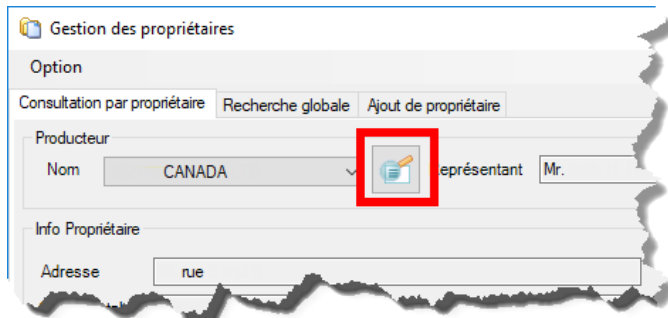 Gestion des propriétaires
Option
Consultation par propriétaire Recherche globale Ajout de propriétaire
Producteur
Nom CANADA eprésentant Mr.
Info Propriétaire
Adresse rue